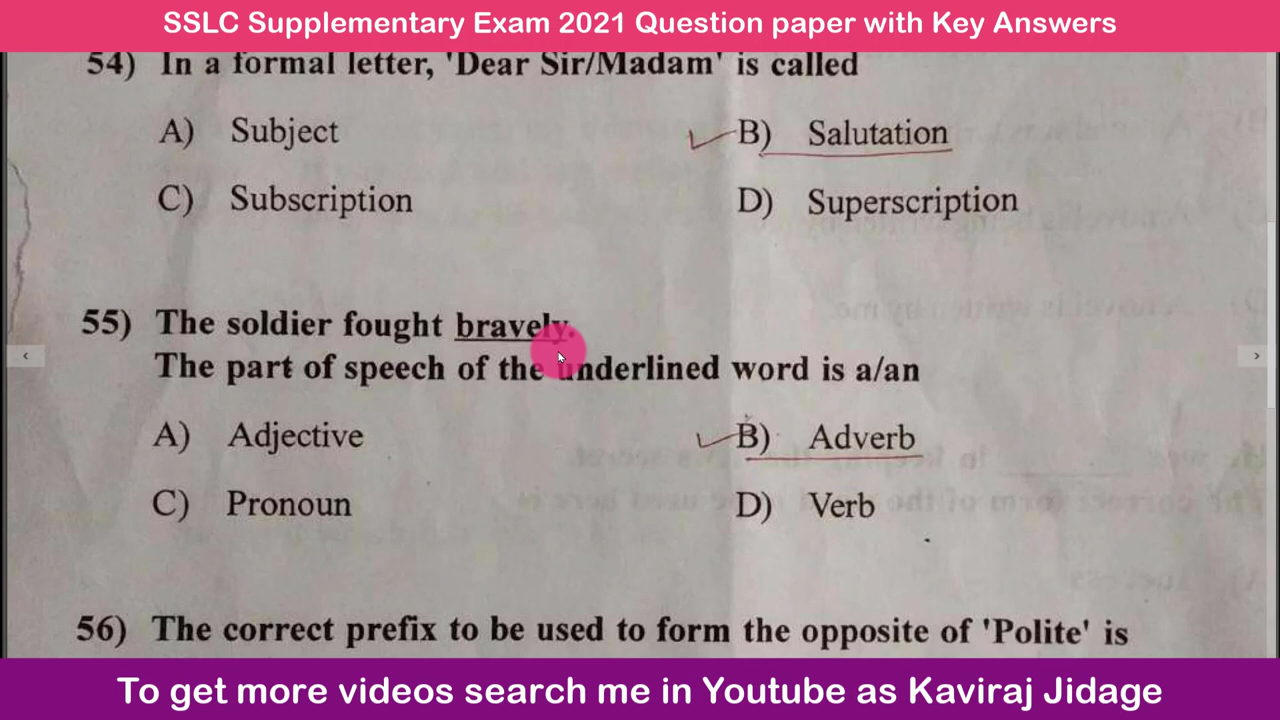 SSLC Supplementary Exam 2021 Question paper with Key Answers
54) In a formal letter, 'Dear Sir/Madam' is called
A) Subject B) Salutation
C) Subscription D) Superscription
55) The soldier fought bravely.
The part of speech of the underlined word is a/an
A) Adjective B) Adverb
C) Pronoun D) Verb
56) The correct prefix to be used to form the opposite of 'Polite' is
To get more videos search me in Youtube as Kaviraj Jidage